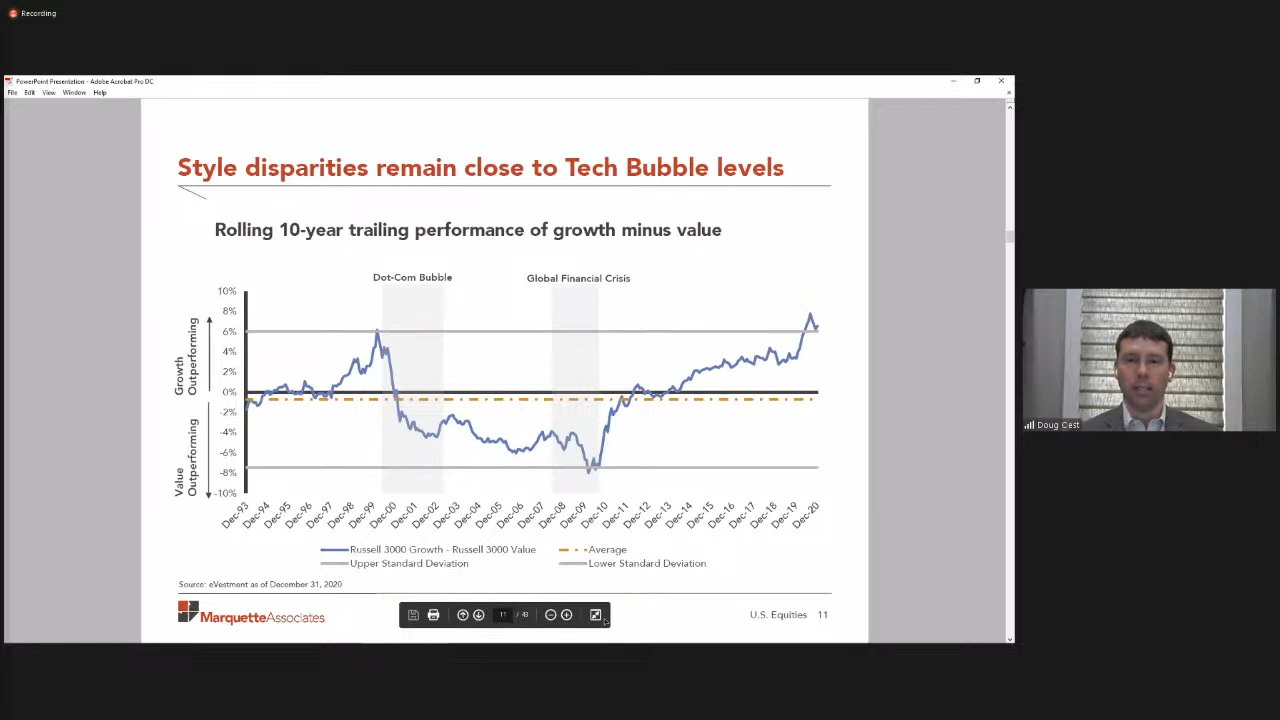 Recording
PowerPoint Presentation - Adobe Acrobat Pro DC
File Edit View Window Help
Style disparities remain close to Tech Bubble levels
Rolling 10-year trailing performance of growth minus value
Dot-Com Bubble
Global Financial Crisis
Growth
Outperforming
Value
Outperforming
10%
8%
6%
4%
2%
0%
-2%
-4%
-6%
-8%
-10%
Dec-93
Dec-94
Dec-95
Dec-96
Dec-97
Dec-98
Dec-99
Dec-00
Dec-01
Dec-02
Dec-03
Dec-04
Dec-05
Dec-06
Dec-07
Dec-08
Dec-09
Dec-10
Dec-11
Dec-12
Dec-13
Dec-14
Dec-15
Dec-16
Dec-17
Dec-18
Dec-19
Dec-20
Russell 3000 Growth - Russell 3000 Value
Average
Upper Standard Deviation
Lower Standard Deviation
Source: eVestment as of December 31, 2020
MarquetteAssociates
11 / 43
U.S. Equities 11
Doug Oest